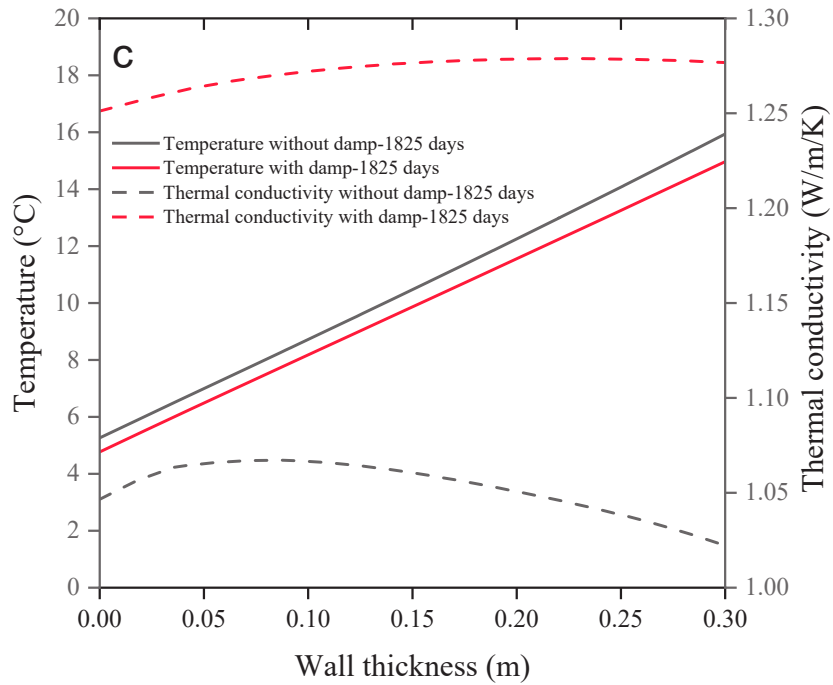 C
Temperature without damp-1825 days
Temperature with damp-1825 days
Thermal conductivity without damp-1825 days
Thermal conductivity with damp-1825 days
Temperature (°C)
20
18
16
14
12
10
8
6
4
2
0
Thermal conductivity (W/m/K)
1.30
1.25
1.20
1.15
1.10
1.05
1.00
0.00 0.05 0.10 0.15 0.20 0.25 0.30
Wall thickness (m)